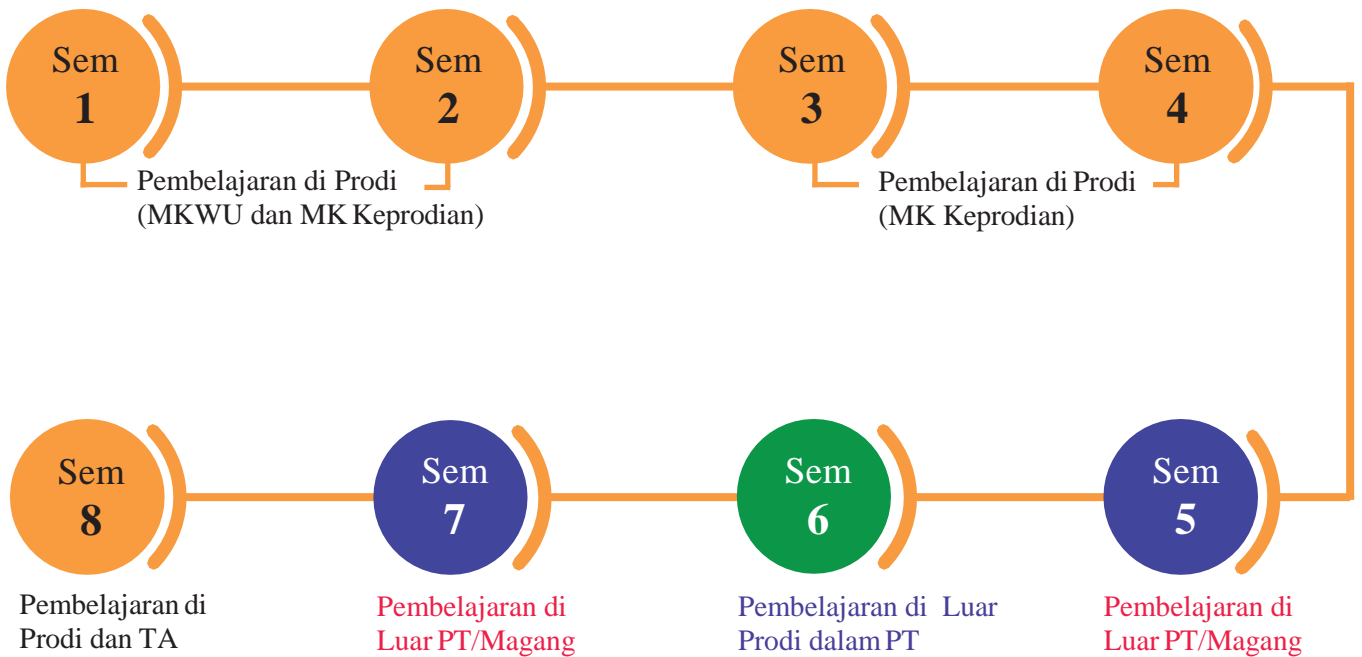 Sem
1
Sem
2
Sem
3
Sem
4
Pembelajaran di Prodi
(MKWU dan MK Keprodian)
Pembelajaran di Prodi
(MK Keprodian)
Sem
8
Sem
7
Sem
6
Sem
5
Pembelajaran di
Prodi dan TA
Pembelajaran di
Luar PT/Magang
Pembelajaran di Luar
Prodi dalam PT
Pembelajaran di
Luar PT/Magang